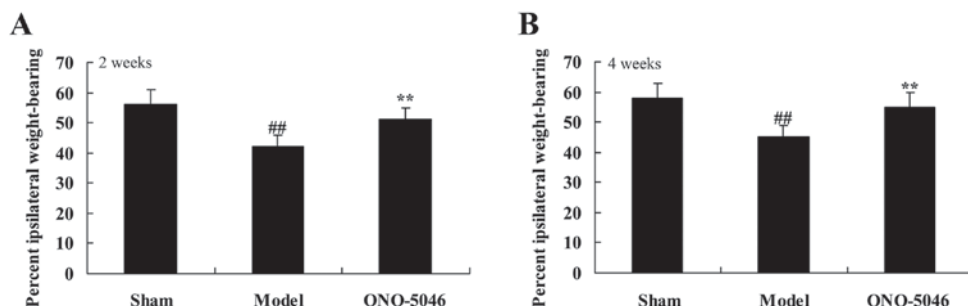 A
Percent ipsilateral weight-bearing
2 weeks
70
60
50
40
30
20
10
0
##
**
Sham Model ONO-5046
B
Percent ipsilateral weight-bearing
4 weeks
70
60
50
40
30
20
10
0
##
**
Sham Model ONO-5046